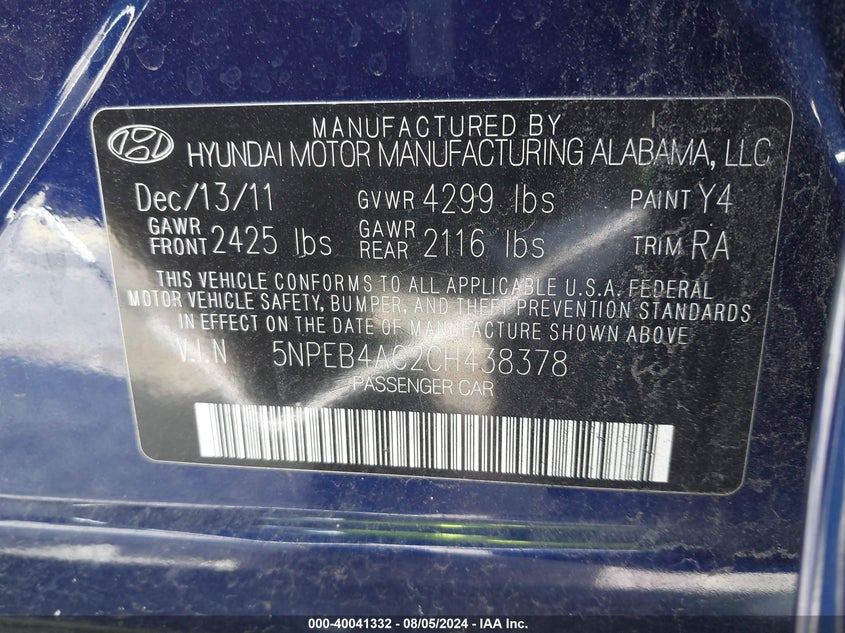 MANUFACTURED BY
HYUNDAI MOTOR MANUFACTURING ALABAMA, LLC
Dec/13/11 GVWR 4299 lbs PAINT Y4
GAWR FRONT 2425 lbs GAWR REAR 2116 lbs TRIM RA
THIS VEHICLE CONFORMS TO ALL APPLICABLE U.S.A. FEDERAL
MOTOR VEHICLE SAFETY, BUMPER, AND THEFT PREVENTION STANDARDS
IN EFFECT ON THE DATE OF MANUFACTURE SHOWN ABOVE
V.I.N 5NPEB4AC2CH438378
PASSENGER CAR
000-40041332 - 08/05/2024 - IAA Inc.